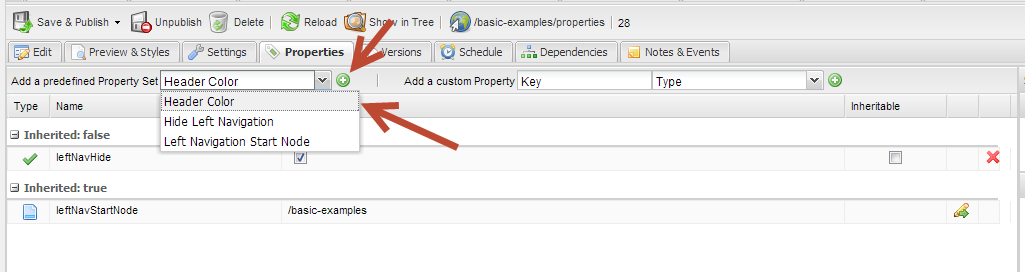 Save & Publish Unpublish Delete Reload Show in Tree /basic-examples/properties 28
Edit Preview & Styles Settings Properties Versions Schedule Dependencies Notes & Events
Add a predefined Property Set Header Color Add a custom Property Key Type
Header Color
Hide Left Navigation
Left Navigation Start Node
Type Name Inheritable
Inherited: false
leftNavHide
Inherited: true
leftNavStartNode /basic-examples